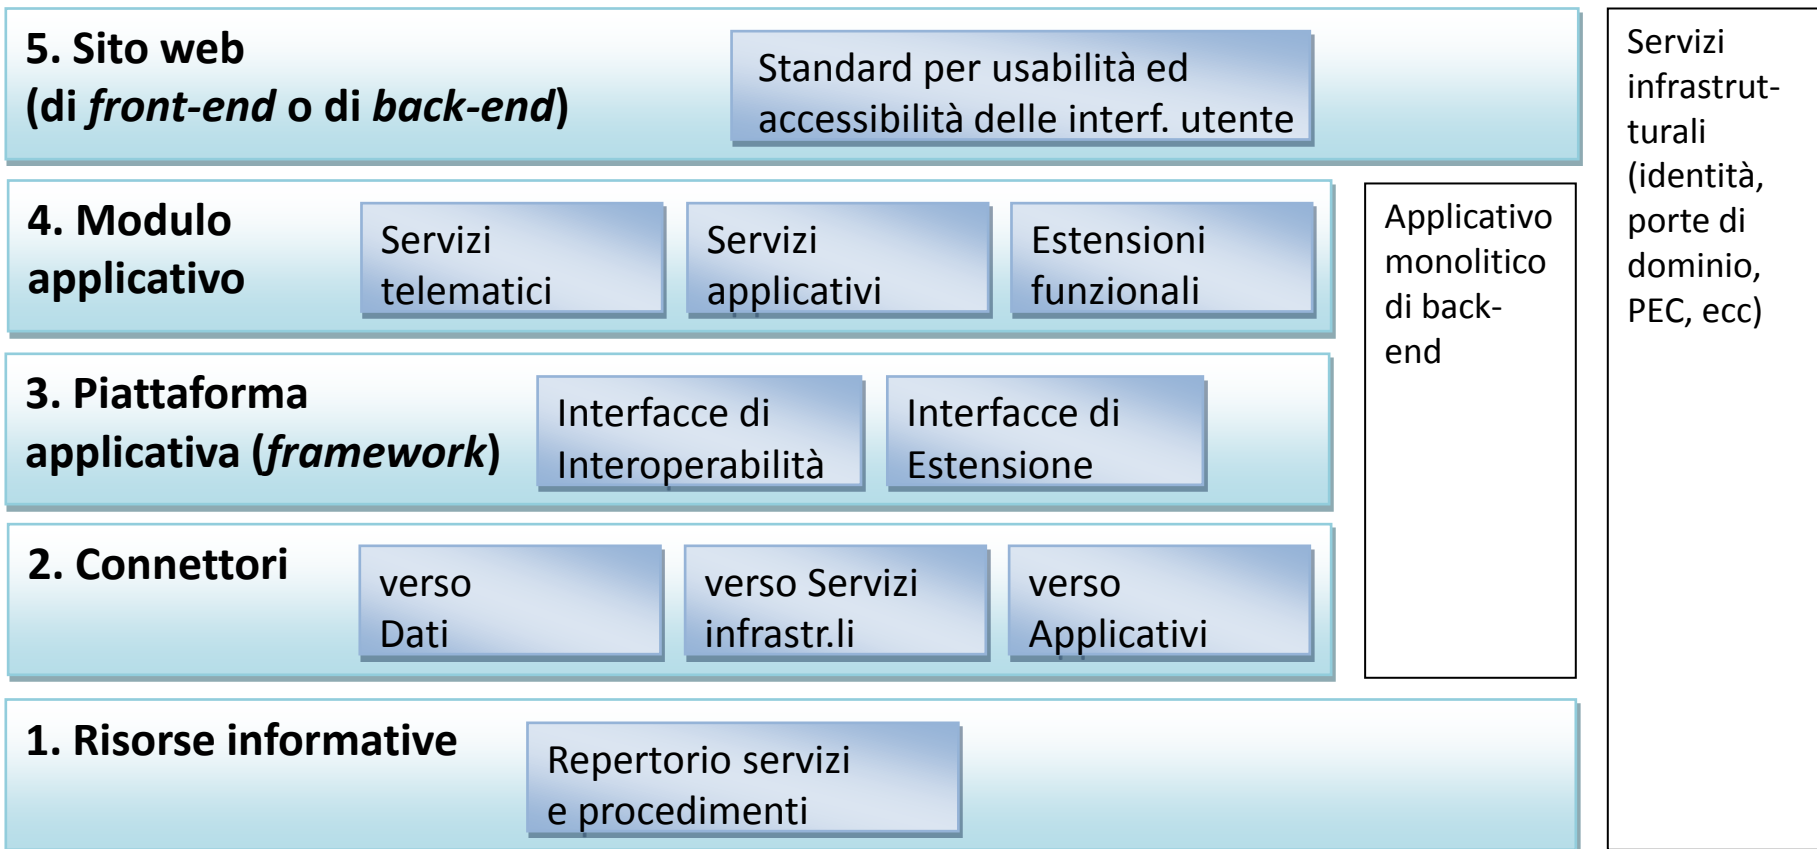 5. Sito web
(di front-end o di back-end)
Standard per usabilità ed
accessibilità delle interf. utente
4. Modulo
applicativo
Servizi
telematici
Servizi
applicativi
Estensioni
funzionali
3. Piattaforma
applicativa (framework)
Interfacce di
Interoperabilità
Interfacce di
Estensione
2. Connettori
verso
Dati
verso Servizi
infrastr.li
verso
Applicativi
1. Risorse informative
Repertorio servizi
e procedimenti
Applicativo
monolitico
di back-
end
Servizi
infrastrut-
turali
(identità,
porte di
dominio,
PEC, ecc)